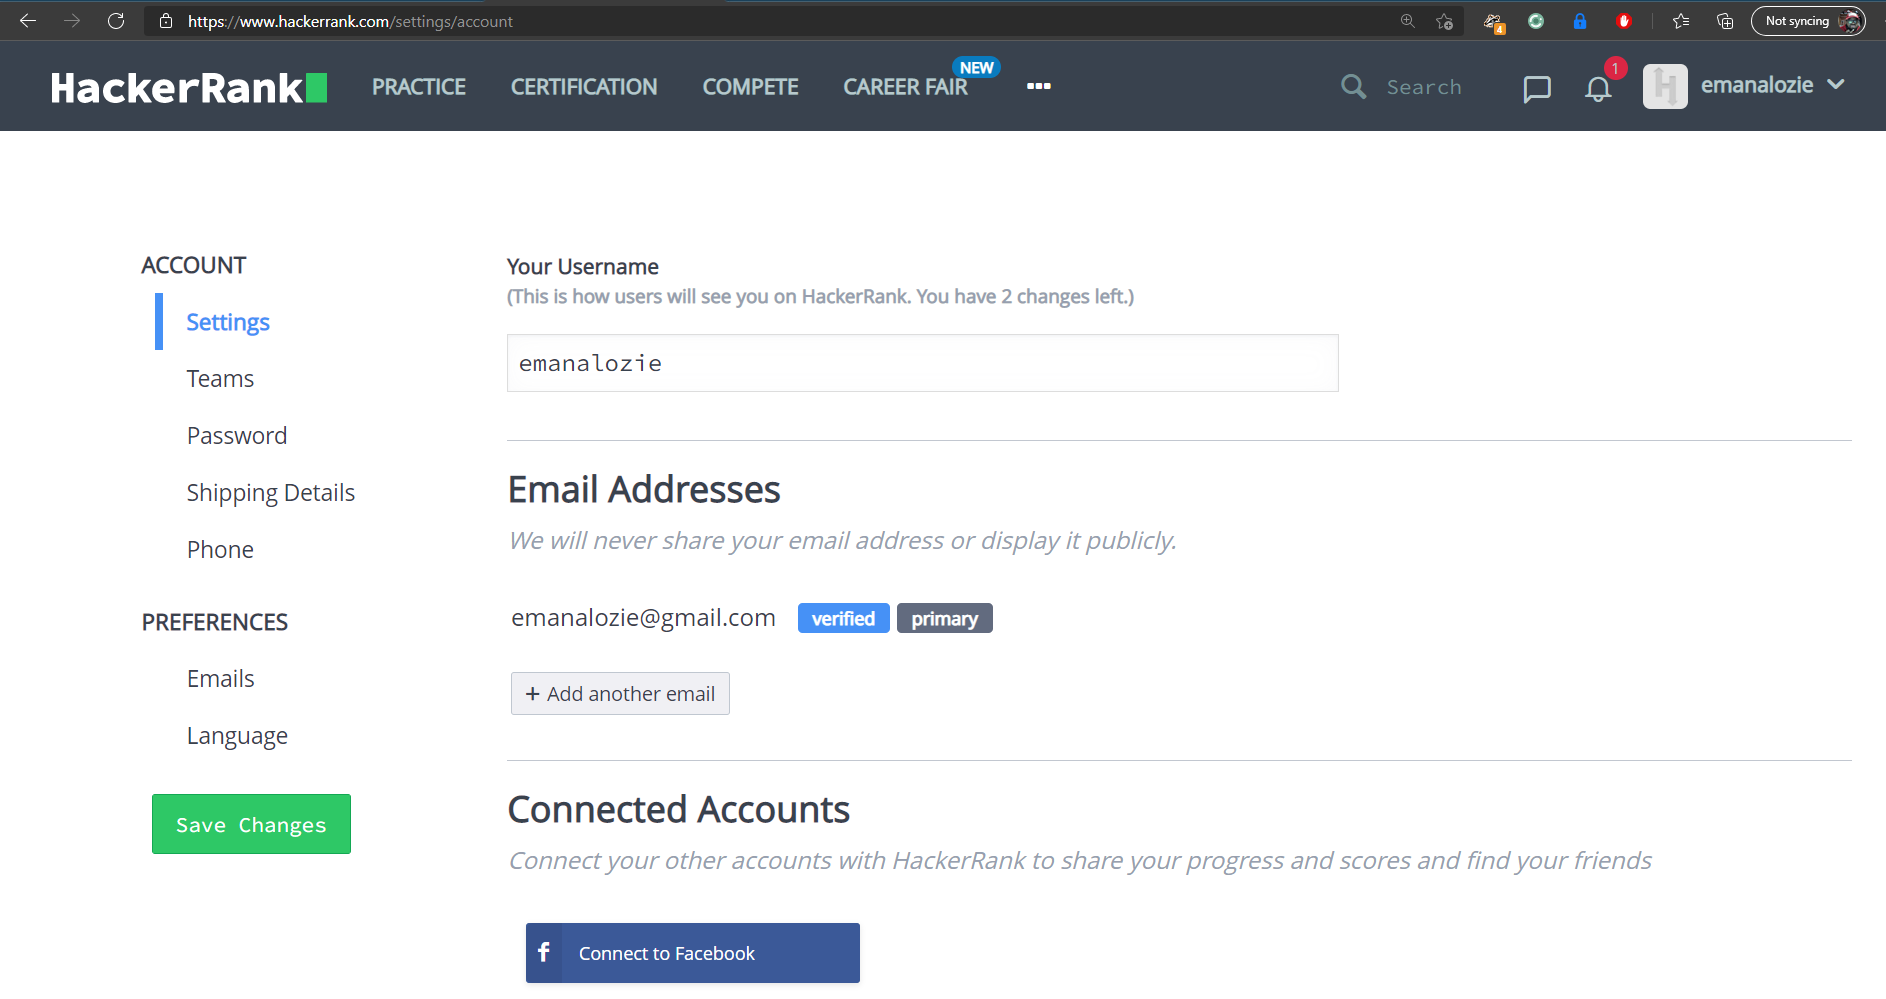 https://www.hackerrank.com/settings/account
4
Not syncing
HackerRank
PRACTICE
CERTIFICATION
COMPETE
CAREER FAIR
NEW
Search
1
H
emanalozie
ACCOUNT
Settings
Teams
Password
Shipping Details
Phone
PREFERENCES
Emails
Language
Save Changes
Your Username
(This is how users will see you on HackerRank. You have 2 changes left.)
emanalozie
Email Addresses
We will never share your email address or display it publicly.
emanalozie@gmail.com verified primary
+ Add another email
Connected Accounts
Connect your other accounts with HackerRank to share your progress and scores and find your friends
f Connect to Facebook